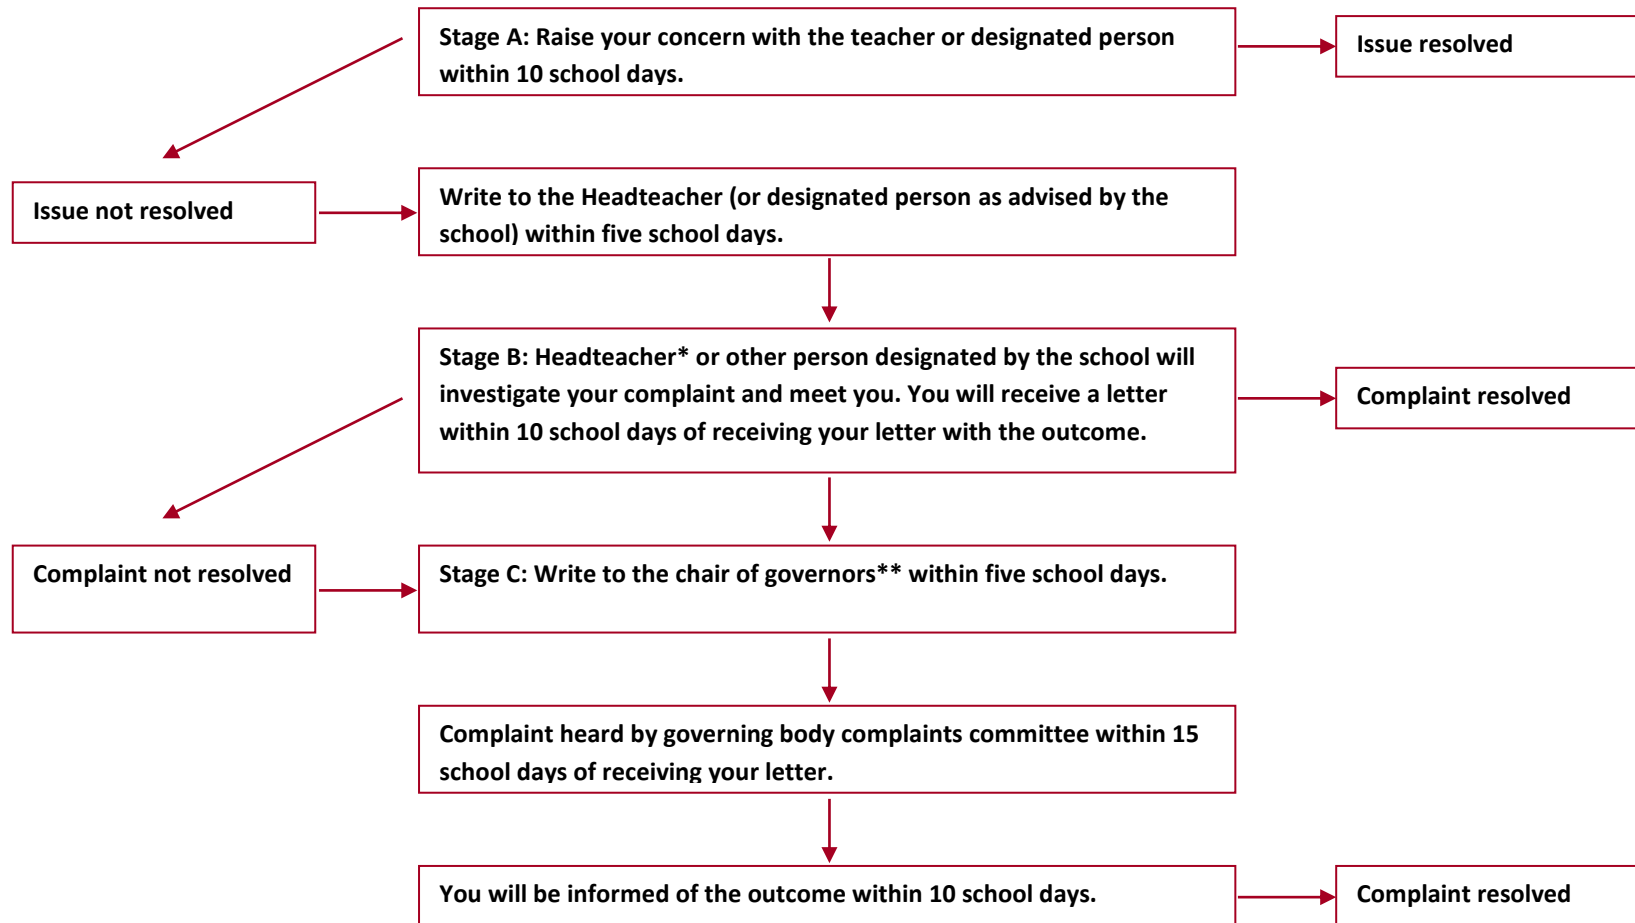 Stage A: Raise your concern with the teacher or designated person
within 10 school days.
Issue resolved
Issue not resolved
Write to the Headteacher (or designated person as advised by the
school) within five school days.
Stage B: Headteacher* or other person designated by the school will
investigate your complaint and meet you. You will receive a letter
within 10 school days of receiving your letter with the outcome.
Complaint resolved
Complaint not resolved
Stage C: Write to the chair of governors** within five school days.
Complaint heard by governing body complaints committee within 15
school days of receiving your letter.
You will be informed of the outcome within 10 school days.
Complaint resolved